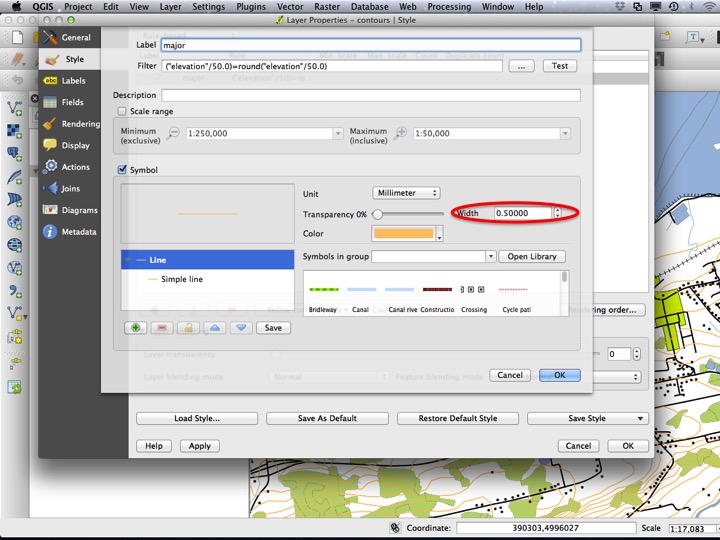 QGIS Project Edit View Layer Settings Plugins Vector Raster Database Web Processing Window Help
Layer Properties - contours | Style
General
Style
Labels
Fields
Rendering
Display
Actions
Joins
Diagrams
Metadata
Label major
Filter ("elevation"/50.0)=round("elevation"/50.0) ... Test
Description
Scale range
Minimum (exclusive) 1:250,000 Maximum (inclusive) 1:50,000
Symbol
Unit Millimeter
Transparency 0% Width 0.50000
Color
Line
Simple line
Symbols in group Open Library
Bridleway Canal Canal rive Constructio Crossing Cycle patl
Save
Rendering order...
Layer transparency 0
Layer blending mode Normal Feature blending mode
Cancel OK
Load Style... Save As Default Restore Default Style Save Style
Help Apply Cancel OK
Coordinate: 390303,4996027 Scale 1:17,083